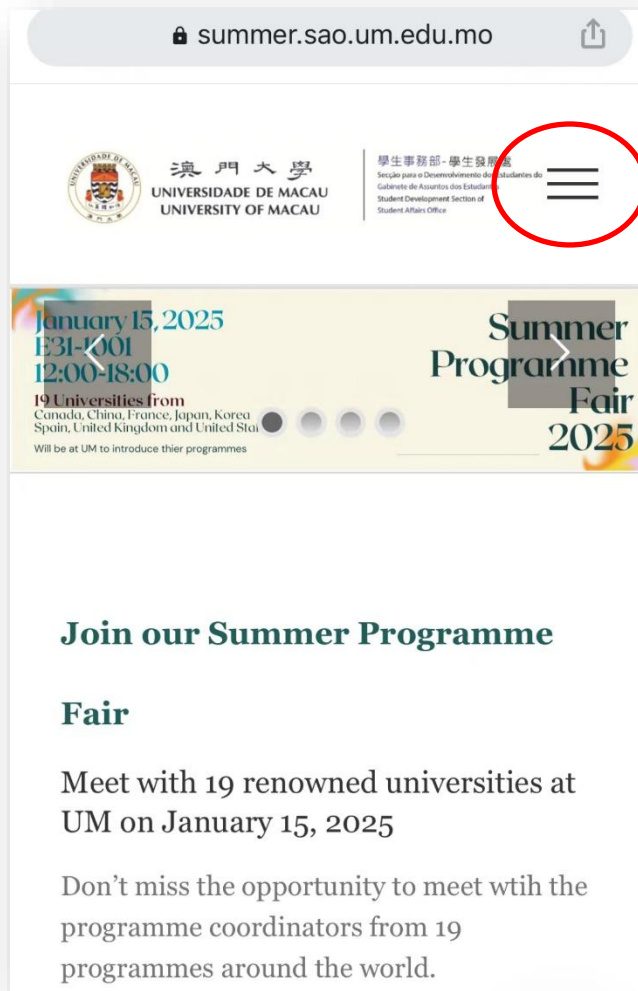 summer.sao.um.edu.mo
澳門大學
UNIVERSIDADE DE MACAU
UNIVERSITY OF MACAU
學生事務部-學生發展處
Secção para o Desenvolvimento dos Estudantes do
Gabinete de Assuntos dos Estudantes
Student Development Section of
Student Affairs Office
January 15, 2025
E31-1001
12:00-18:00
19 Universities from
Canada, China, France, Japan, Korea
Spain, United Kingdom and United Sta
Will be at UM to introduce thier programmes
Summer
Programme
Fair
2025
Join our Summer Programme
Fair
Meet with 19 renowned universities at
UM on January 15, 2025
Don't miss the opportunity to meet wtih the
programme coordinators from 19
programmes around the world.